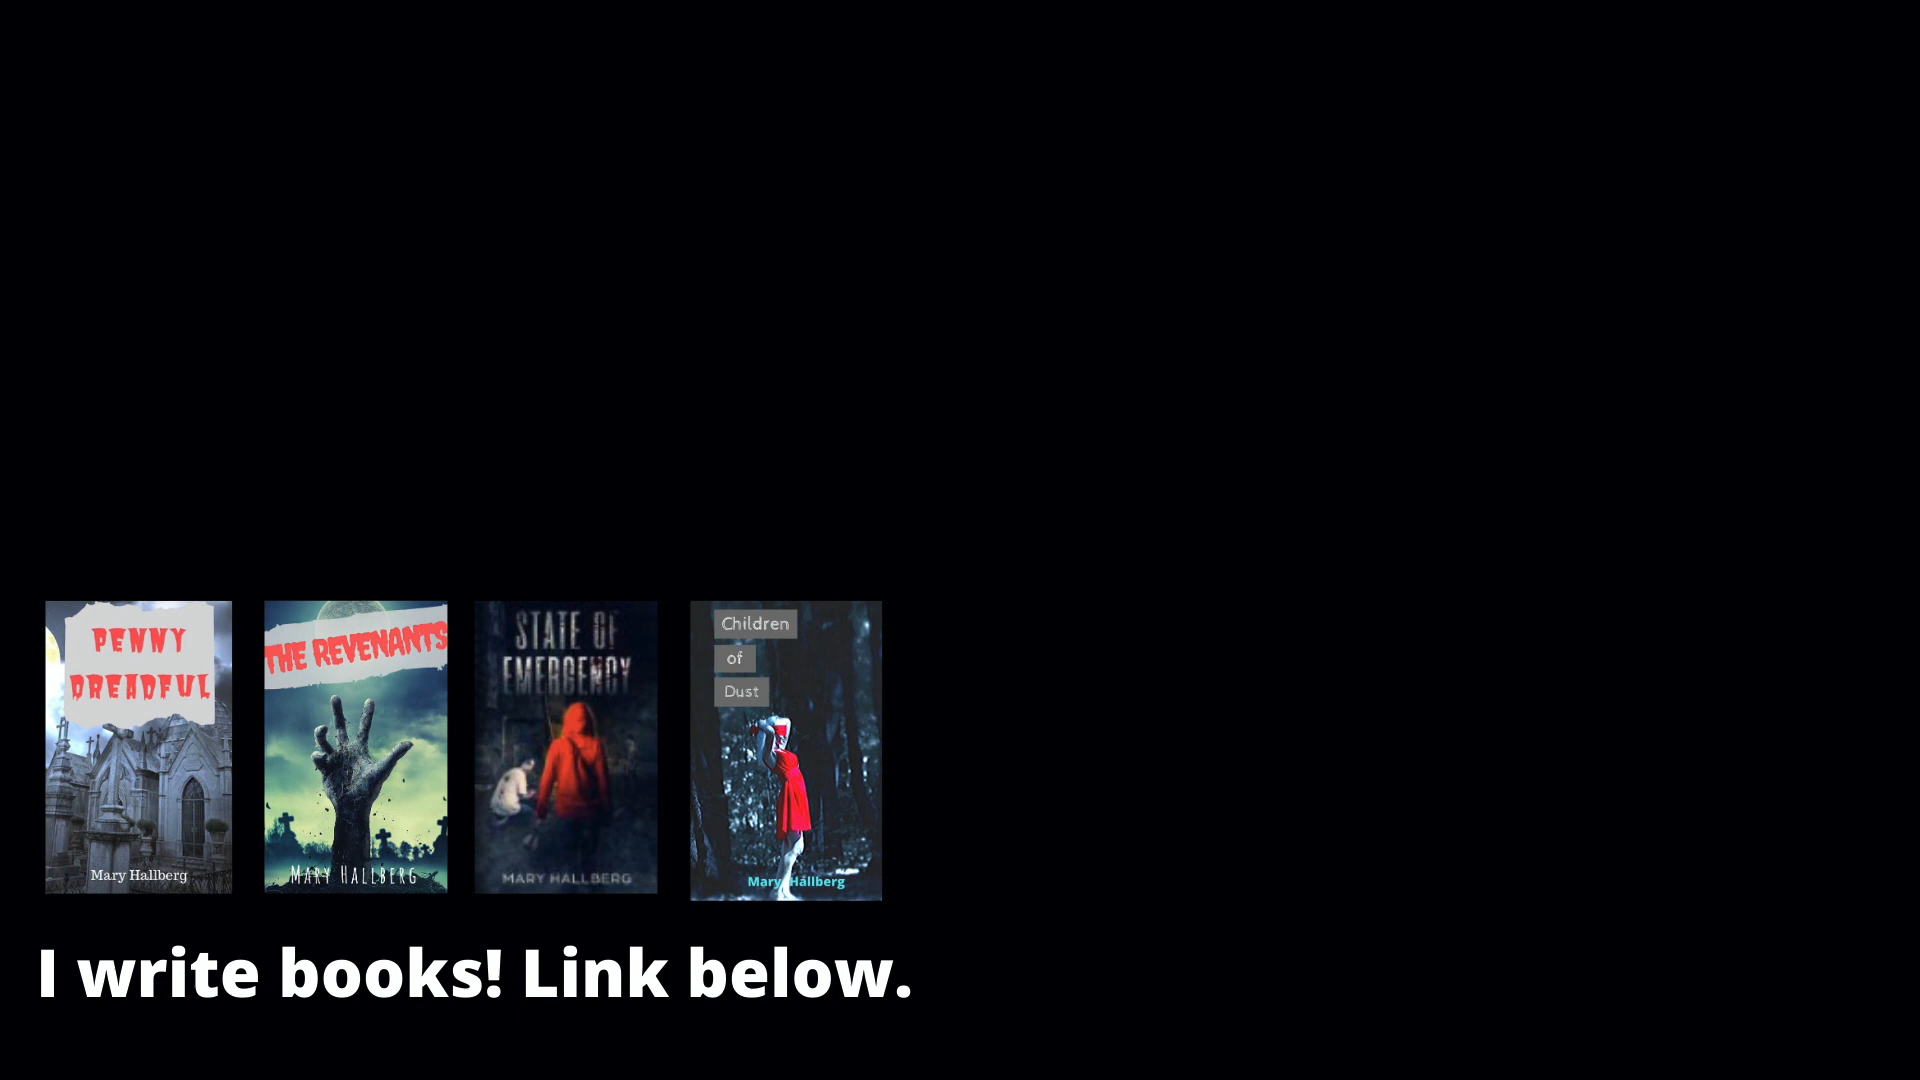 PENNY
DREADFUL
Mary Hallberg
THE REVENANTS
MARY HALLBERG
STATE OF
EMERGENCY
MARY HALLBERG
Children
of
Dust
Mary Hallberg
I write books! Link below.